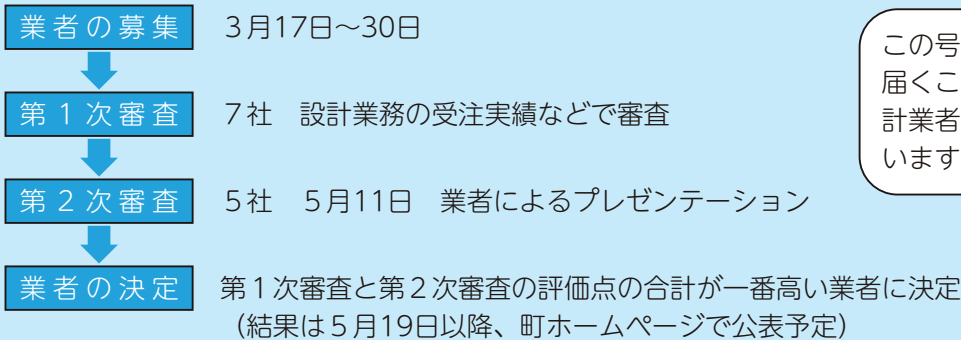 業者の募集 3月17日~30日
第1次審査 7社 設計業務の受注実績などで審査
第2次審査 5社 5月11日 業者によるプレゼンテーション
業者の決定 第1次審査と第2次審査の評価点の合計が一番高い業者に決定
（結果は5月19日以降、町ホームページで公表予定）
この号
届くこ
計業者
います